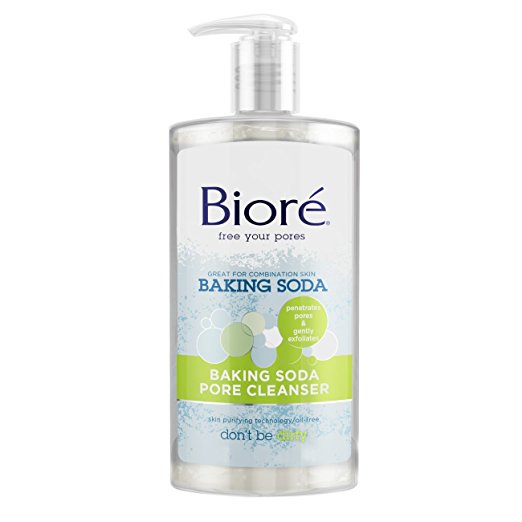 Bioré®
free your pores
GREAT FOR COMBINATION SKIN
BAKING SODA
penetrates
pores
&
gently
exfoliates
BAKING SODA
PORE CLEANSER
skin purifying technology/oil-free
don't be dirty